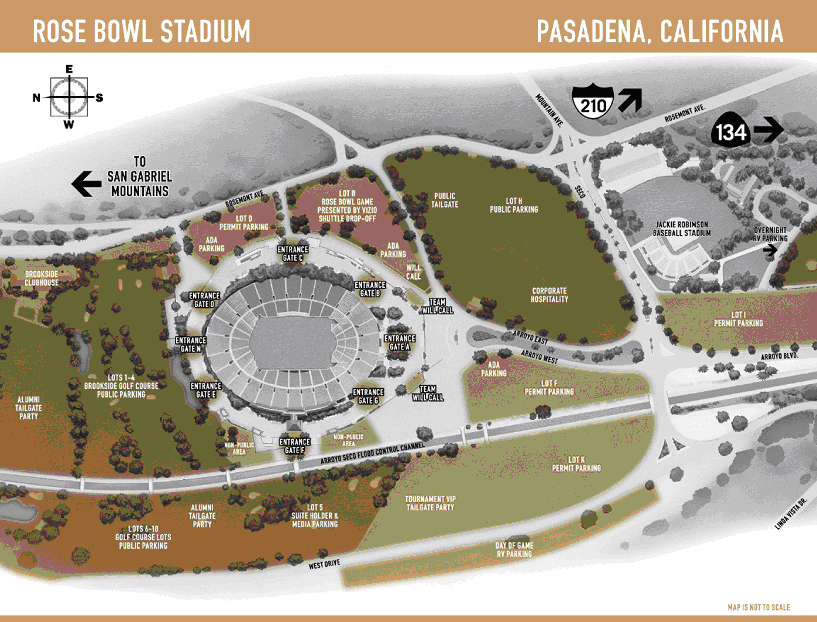 ROSE BOWL STADIUM
PASADENA, CALIFORNIA
E
N
S
W
210
MOUNTAIN AVE.
ROSEMONT AVE.
134
TO
SAN GABRIEL
MOUNTAINS
ROSEMONT AVE.
SECO
LOT D
PERMIT PARKING
ADA
PARKING
LOT B
ROSE BOWL GAME
PRESENTED BY VIZIO
SHUTTLE DROP-OFF
ADA
PARKING
WILL
CALL
PUBLIC
TAILGATE
LOT H
PUBLIC PARKING
CORPORATE
HOSPITALITY
JACKIE ROBINSON
BASEBALL STADIUM
OVERNIGHT
RV PARKING
BROOKSIDE
CLUBHOUSE
ENTRANCE
GATE C
ENTRANCE
GATE B
ENTRANCE
GATE D
TEAM
WILL CALL
LOT I
PERMIT PARKING
ENTRANCE
GATE N
ENTRANCE
GATE A
ARROYO EAST
ARROYO WEST
ARROYO BLVD.
LOTS 1-4
BROOKSIDE GOLF COURSE
PUBLIC PARKING
ENTRANCE
GATE E
ENTRANCE
GATE G
TEAM
WILL CALL
ADA
PARKING
LOT F
PERMIT PARKING
ALUMNI
TAILGATE
PARTY
NON-PUBLIC
AREA
ENTRANCE
GATE F
NON-PUBLIC
AREA
ARROYO SECO FLOOD CONTROL CHANNEL
LOT K
PERMIT PARKING
TOURNAMENT VIP
TAILGATE PARTY
ALUMNI
TAILGATE
PARTY
LOT 5
SUITE HOLDER &
MEDIA PARKING
LOTS 6-10
GOLF COURSE LOTS
PUBLIC PARKING
LINDA VISTA DR.
DAY OF GAME
RV PARKING
WEST DRIVE
MAP IS NOT TO SCALE